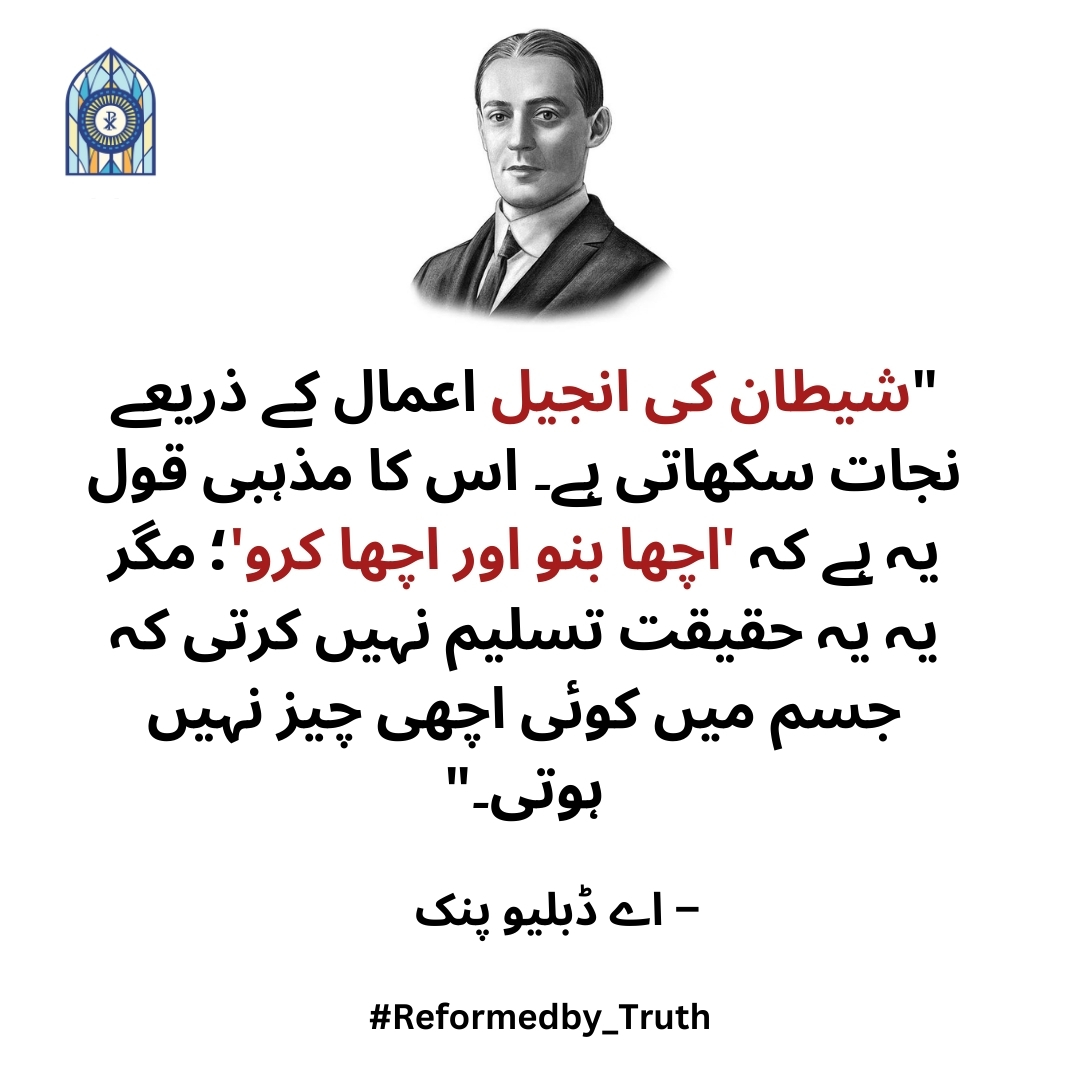 "شیطان کی انجیل اعمال کے ذریعے
نجات سکھاتی ہے۔ اس کا مذہبی قول
یہ ہے کہ 'اچھا بنو اور اچھا کرو'؛ مگر
یہ یہ حقیقت تسلیم نہیں کرتی کہ
جسم میں کوئی اچھی چیز نہیں
ہوتی۔"
– اے ڈبلیو پنک
#Reformedby_Truth